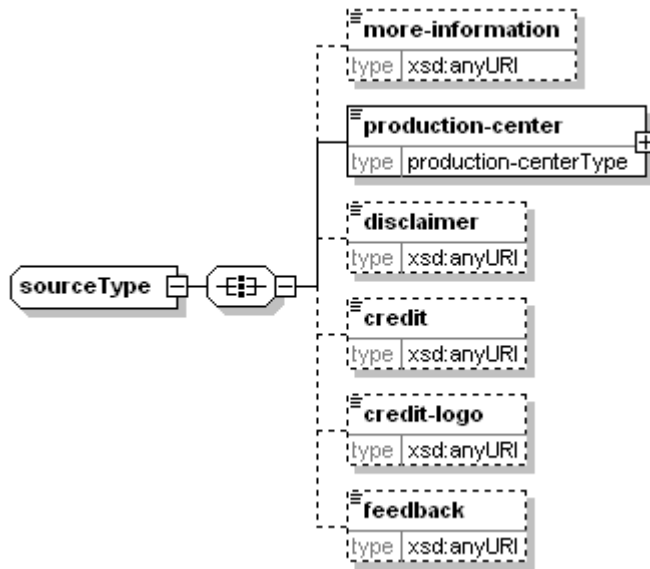 more-information
type xsd:anyURI
production-center
type production-centerType
disclaimer
type xsd:anyURI
sourceType
credit
type xsd:anyURI
credit-logo
type xsd:anyURI
feedback
type xsd:anyURI